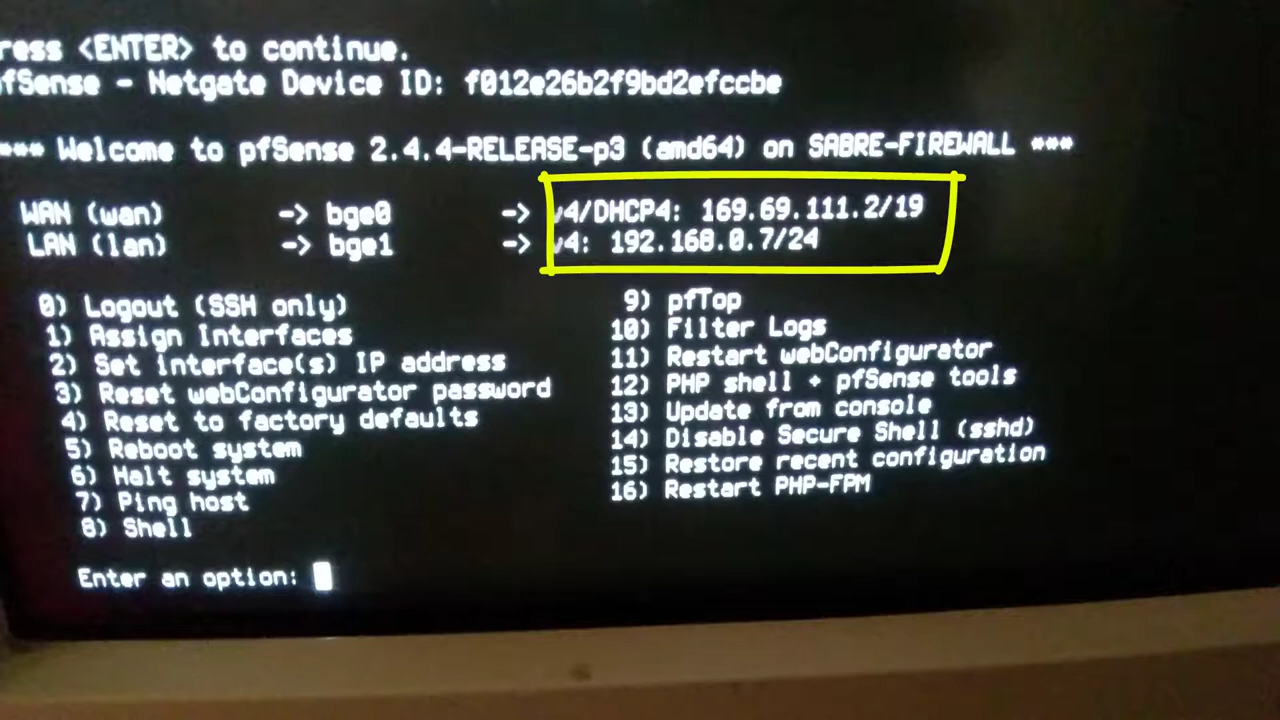 ress <ENTER> to continue.
pfSense - Netgate Device ID: f012e26b2f9bd2efccbe
*** Welcome to pfSense 2.4.4-RELEASE-p3 (amd64) on SABRE-FIREWALL ***
WAN (wan) -> bge0 -> v4/DHCP4: 169.69.111.2/19
LAN (lan) -> bge1 -> v4: 192.168.0.7/24
0) Logout (SSH only) 9) pfTop
1) Assign Interfaces 10) Filter Logs
2) Set interface(s) IP address 11) Restart webConfigurator
3) Reset webConfigurator password 12) PHP shell + pfSense tools
4) Reset to factory defaults 13) Update from console
5) Reboot system 14) Disable Secure Shell (sshd)
6) Halt system 15) Restore recent configuration
7) Ping host 16) Restart PHP-FPM
8) Shell
Enter an option: